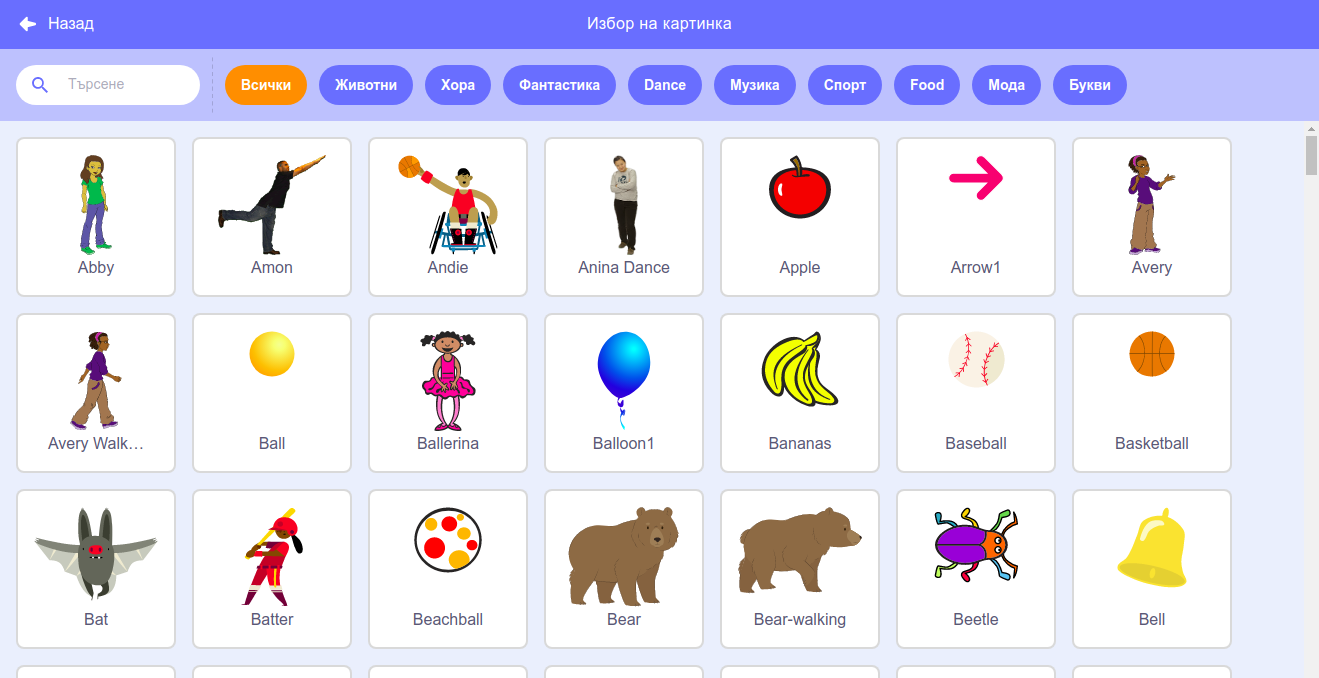 Назад
Избор на картинка
Търсене
Всички
Животни
Хора
Фантастика
Dance
Музика
Спорт
Food
Мода
Букви
Abby
Amon
Andie
Anina Dance
Apple
Arrow1
Avery
Avery Walk…
Ball
Ballerina
Balloon1
Bananas
Baseball
Basketball
Bat
Batter
Beachball
Bear
Bear-walking
Beetle
Bell